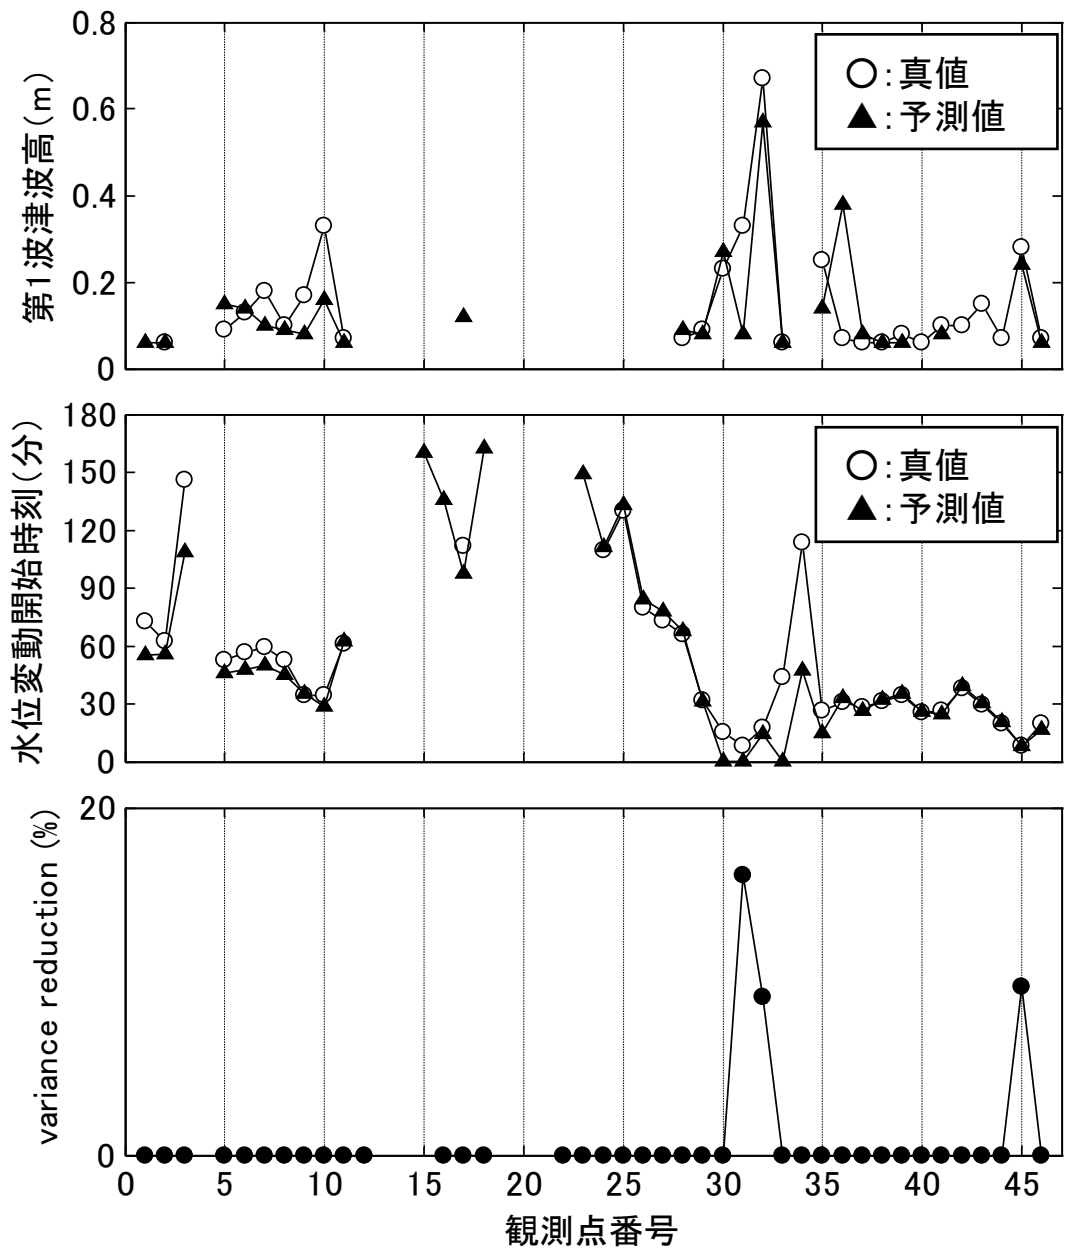 第1波津波高(m)
0.8
0.6
0.4
0.2
0
○:真値
▲:予測値
水位変動開始時刻(分)
180
150
120
90
60
30
0
○:真値
▲:予測値
variance reduction (%)
20
0
0 5 10 15 20 25 30 35 40 45
観測点番号